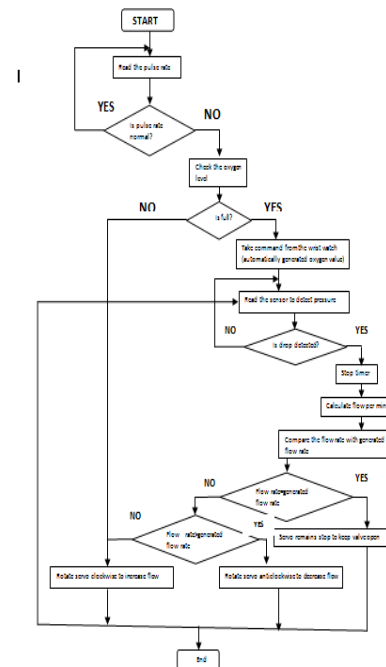 START
I
Read the pulse rate
YES
NO
Is pulse rate
normal?
Check the oxygen
level
NO
YES
Is full?
Take command from the wrist watch
(automatically generated oxygen value)
Read the sensor to detect pressure
NO
YES
Is drop detected?
Stop timer
Calculate flow per min
Compare the flow rate with generated
flow rate
NO
YES
Flow rate=generated
flow rate
NO
YES
Flow rate>generated
flow rate
Servo remains stop to keep valve open
Rotate servo clockwise to increase flow
Rotate servo anticlockwise to decrease flow
End